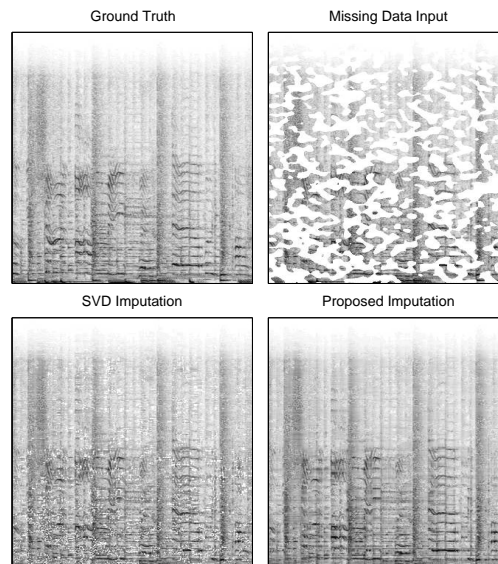 Ground Truth
Missing Data Input
SVD Imputation
Proposed Imputation